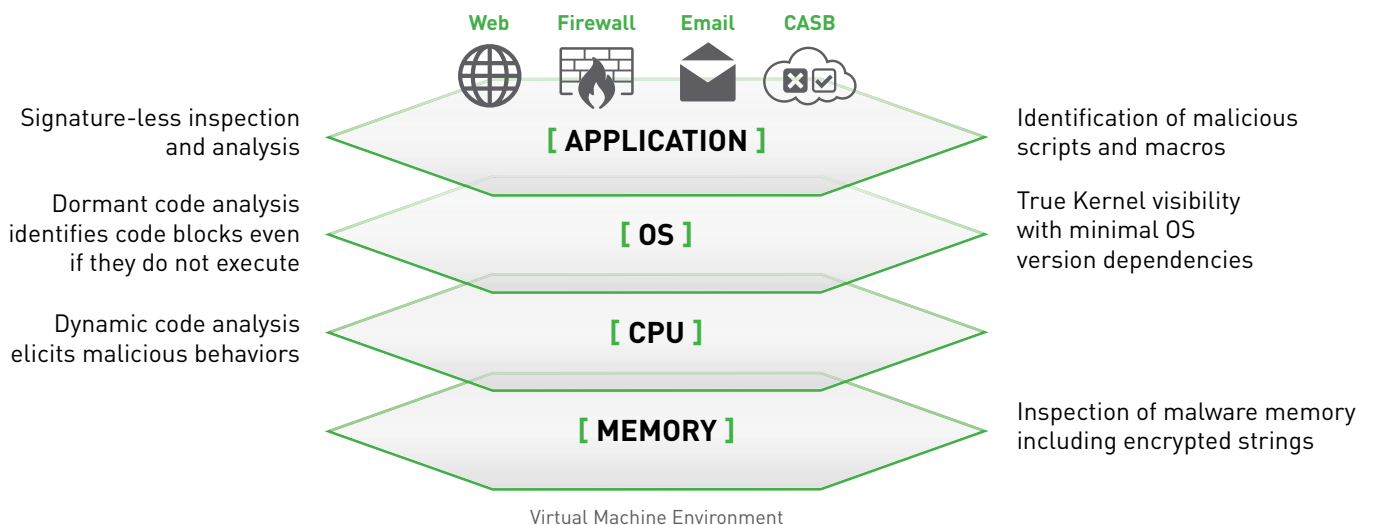 Web Firewall Email CASB
Signature-less inspection
and analysis
[ APPLICATION ]
Identification of malicious
scripts and macros
Dormant code analysis
identifies code blocks even
if they do not execute
[ OS ]
True Kernel visibility
with minimal OS
version dependencies
Dynamic code analysis
elicits malicious behaviors
[ CPU ]
[ MEMORY ]
Inspection of malware memory
including encrypted strings
Virtual Machine Environment